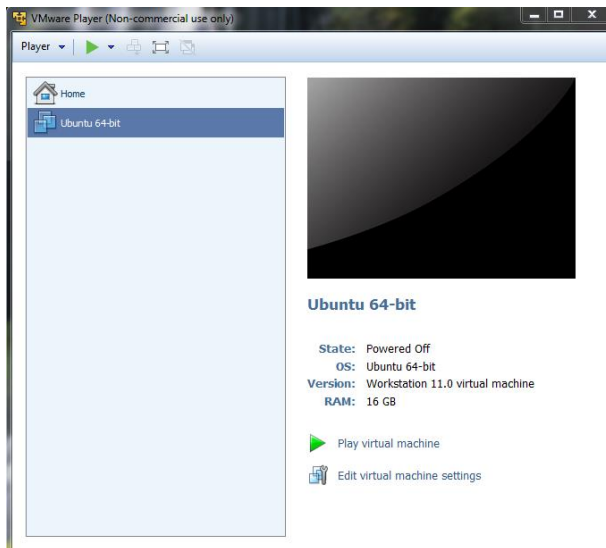 VMware Player (Non-commercial use only)
Player
Home
Ubuntu 64-bit
Ubuntu 64-bit
State: Powered Off
OS: Ubuntu 64-bit
Version: Workstation 11.0 virtual machine
RAM: 16 GB
Play virtual machine
Edit virtual machine settings